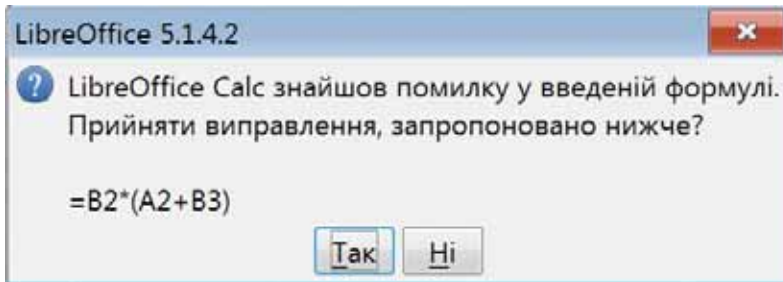 LibreOffice 5.1.4.2
LibreOffice Calc знайшов помилку у введеній формулі.
Прийняти виправлення, запропоновано нижче?
=B2*(A2+B3)
Так Ні